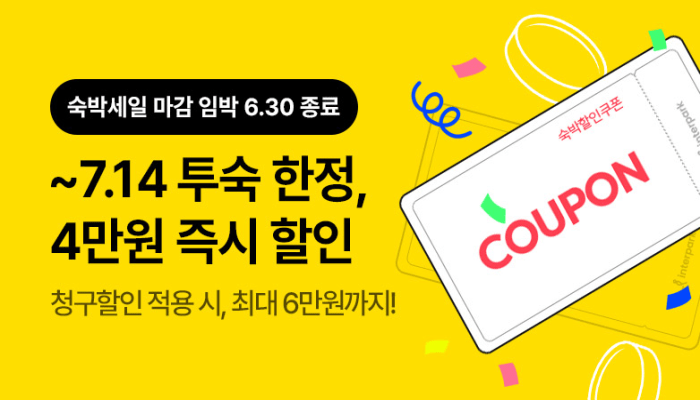 숙박세일 마감 임박 6.30 종료
~7.14 투숙 한정,
4만원 즉시 할인
청구할인 적용 시, 최대 6만원까지!
숙박할인쿠폰
COUPON
interpark
interpark